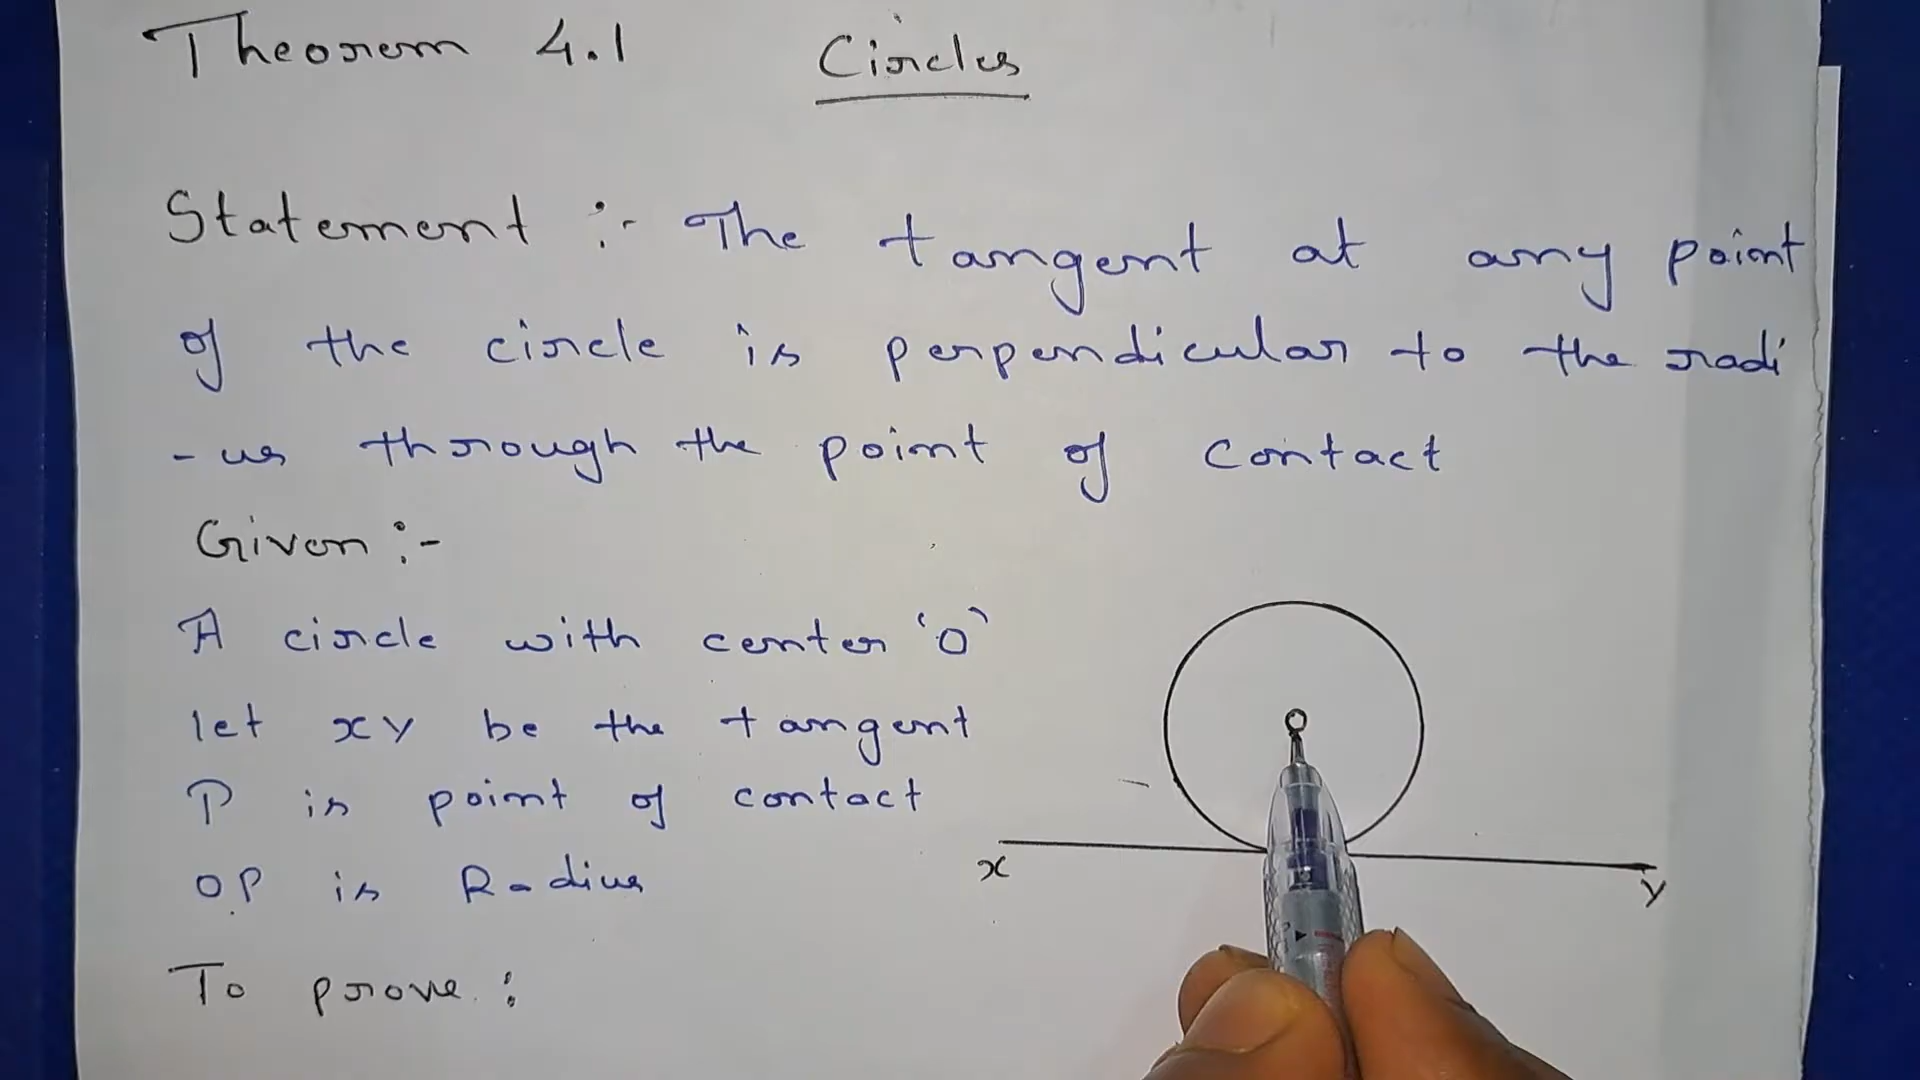 Theorem 4.1 Circles
Statement :- The tangent at any point
of the circle is perpendicular to the radi
-us through the point of contact
Given :-
A circle with center 'O'
let xy be the tangent
P is point of contact
OP is Radius
To prove :
O
x
y